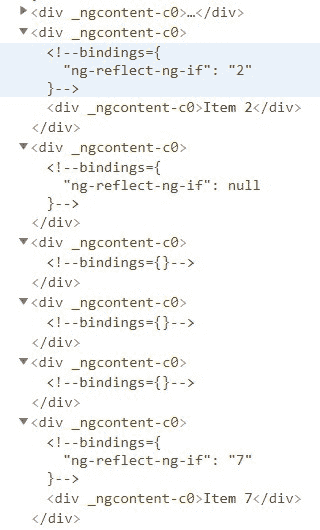 ▶<div _ngcontent-c0>…</div>
▼<div _ngcontent-c0>
<!--bindings={
"ng-reflect-ng-if": "2"
}-->
<div _ngcontent-c0>Item 2</div>
</div>
▼<div _ngcontent-c0>
<!--bindings={
"ng-reflect-ng-if": null
}-->
</div>
▼<div _ngcontent-c0>
<!--bindings={}-->
</div>
▼<div _ngcontent-c0>
<!--bindings={}-->
</div>
▼<div _ngcontent-c0>
<!--bindings={}-->
</div>
▼<div _ngcontent-c0>
<!--bindings={
"ng-reflect-ng-if": "7"
}-->
<div _ngcontent-c0>Item 7</div>
</div>